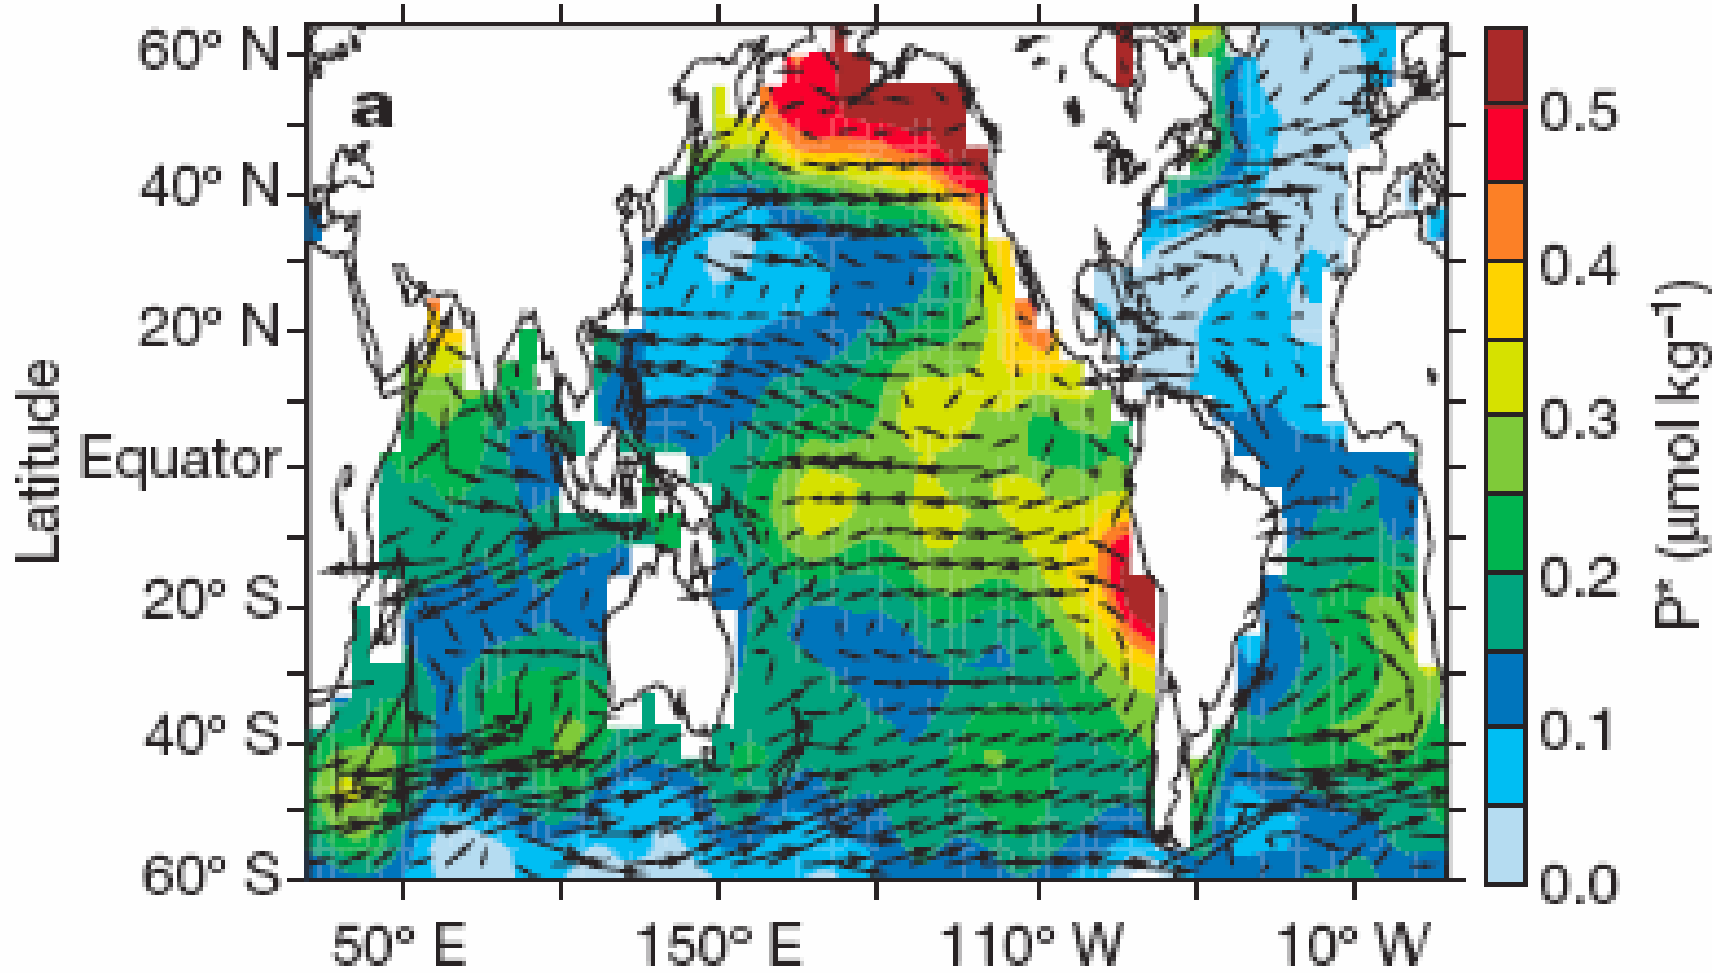 a
60° N
40° N
20° N
Equator
20° S
40° S
60° S
Latitude
50° E
150° E
110° W
10° W
0.5
0.4
0.3
0.2
0.1
0.0
P* (µmol kg⁻¹)